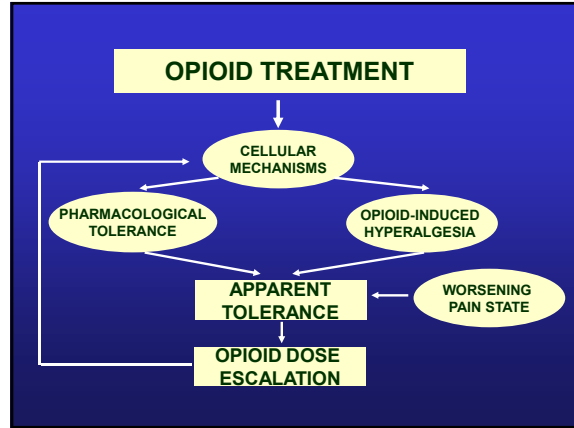 OPIOID TREATMENT
CELLULAR
MECHANISMS
PHARMACOLOGICAL
TOLERANCE
OPIOID-INDUCED
HYPERALGESIA
APPARENT
TOLERANCE
WORSENING
PAIN STATE
OPIOID DOSE
ESCALATION